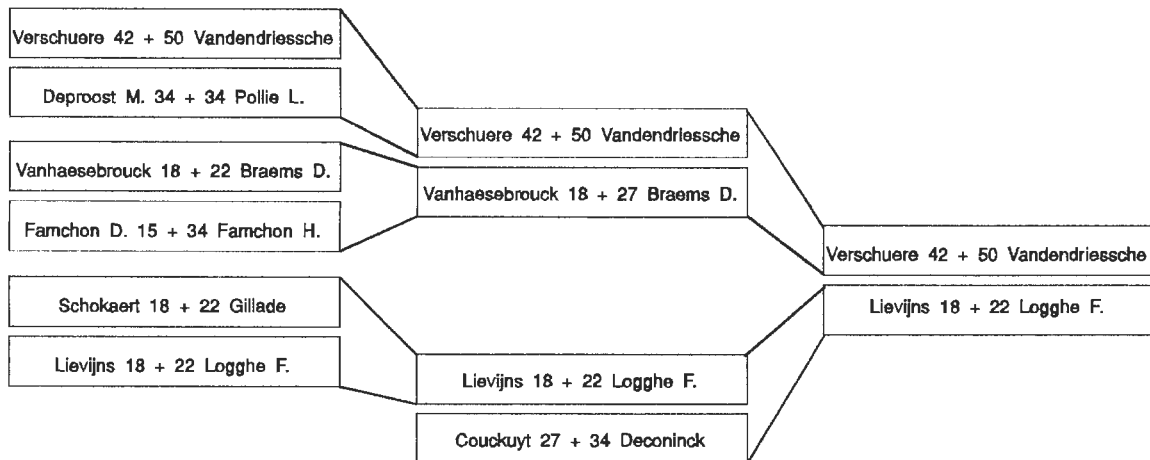 Verschuere 42 + 50 Vandendriessche
Deproost M. 34 + 34 Pollie L.
Vanhaesebrouck 18 + 22 Braems D.
Famchon D. 15 + 34 Famchon H.
Schokaert 18 + 22 Gillade
Lievijns 18 + 22 Logghe F.
Verschuere 42 + 50 Vandendriessche
Vanhaesebrouck 18 + 27 Braems D.
Lievijns 18 + 22 Logghe F.
Couckuyt 27 + 34 Deconinck
Verschuere 42 + 50 Vandendriessche
Lievijns 18 + 22 Logghe F.